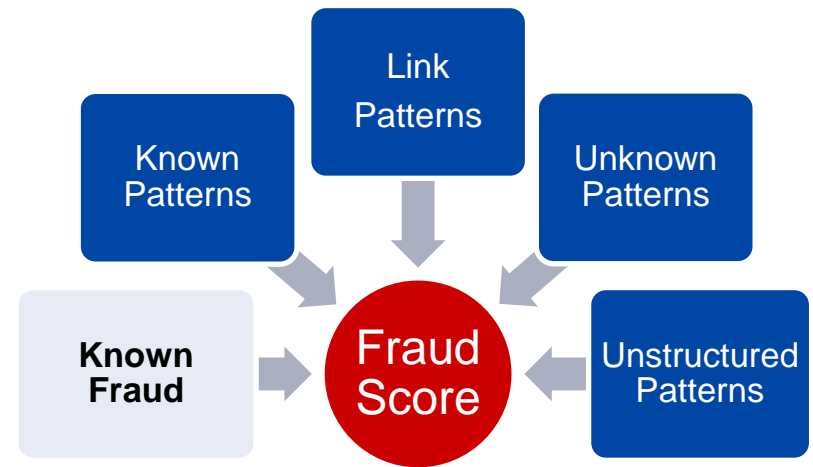 Link
Patterns
Known
Patterns
Unknown
Patterns
Known
Fraud
Fraud
Score
Unstructured
Patterns